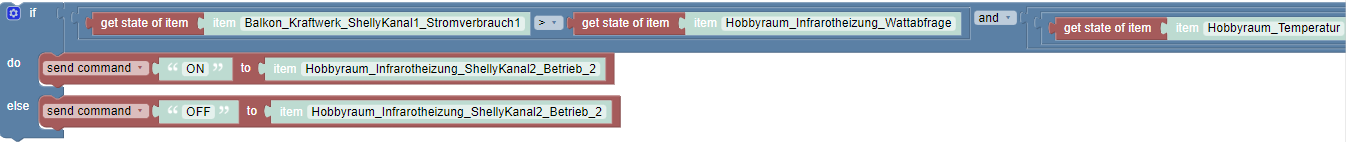 if get state of item item Balkon_Kraftwerk_ShellyKanal1_Stromverbrauch1 > get state of item item Hobbyraum_Infrarotheizung_Wattabfrage and get state of item item Hobbyraum_Temperatur
do send command “ ON ” to item Hobbyraum_Infrarotheizung_ShellyKanal2_Betrieb_2
else send command “ OFF ” to item Hobbyraum_Infrarotheizung_ShellyKanal2_Betrieb_2